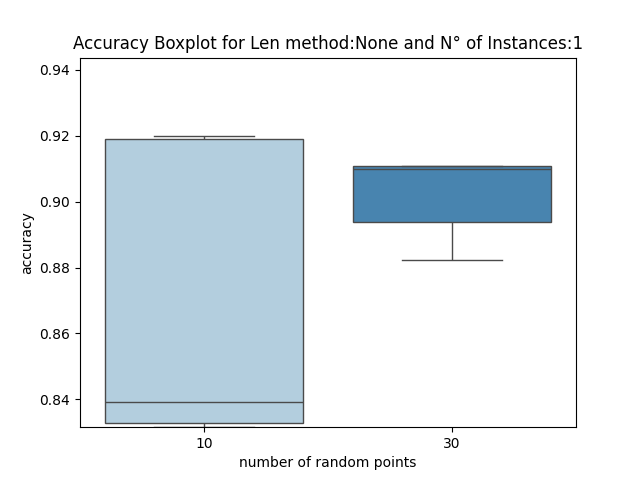 Accuracy Boxplot for Len method:None and N° of Instances:1
0.94
0.92
0.90
0.88
0.86
0.84
accuracy
10
30
number of random points